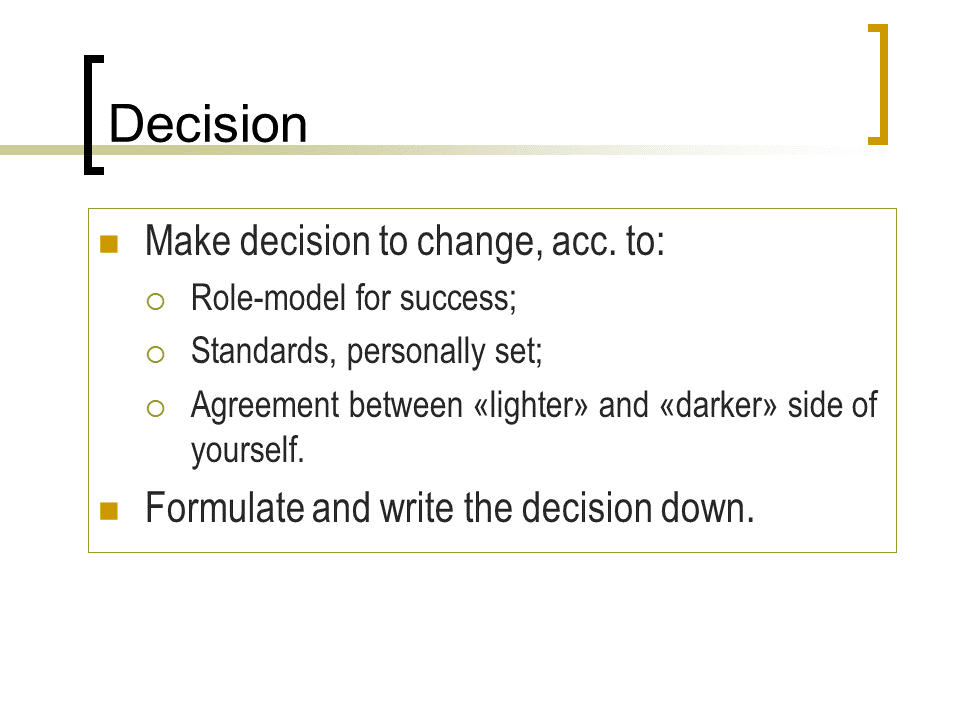 Decision
Make decision to change, acc. to:
Role-model for success;
Standards, personally set;
Agreement between «lighter» and «darker» side of
yourself.
Formulate and write the decision down.